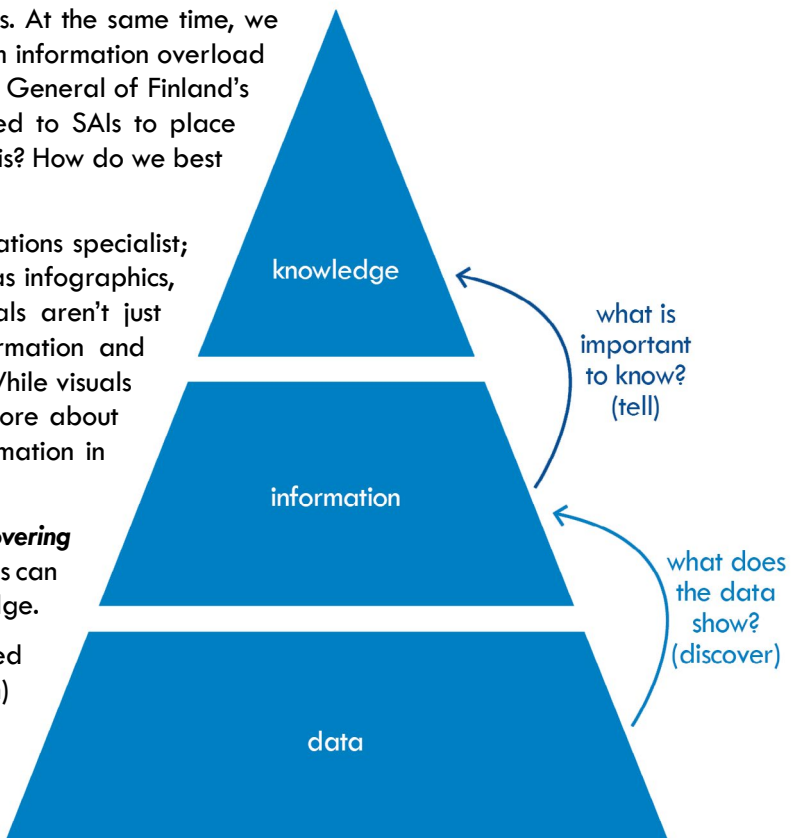 s. At the same time, we
n information overload
General of Finland's
ed to SAIs to place
is? How do we best
ations specialist;
as infographics,
als aren't just
rmation and
While visuals
ore about
mation in
overing
s can
dge.
ed
)
knowledge
what is
important
to know?
(tell)
information
what does
the data
show?
(discover)
data